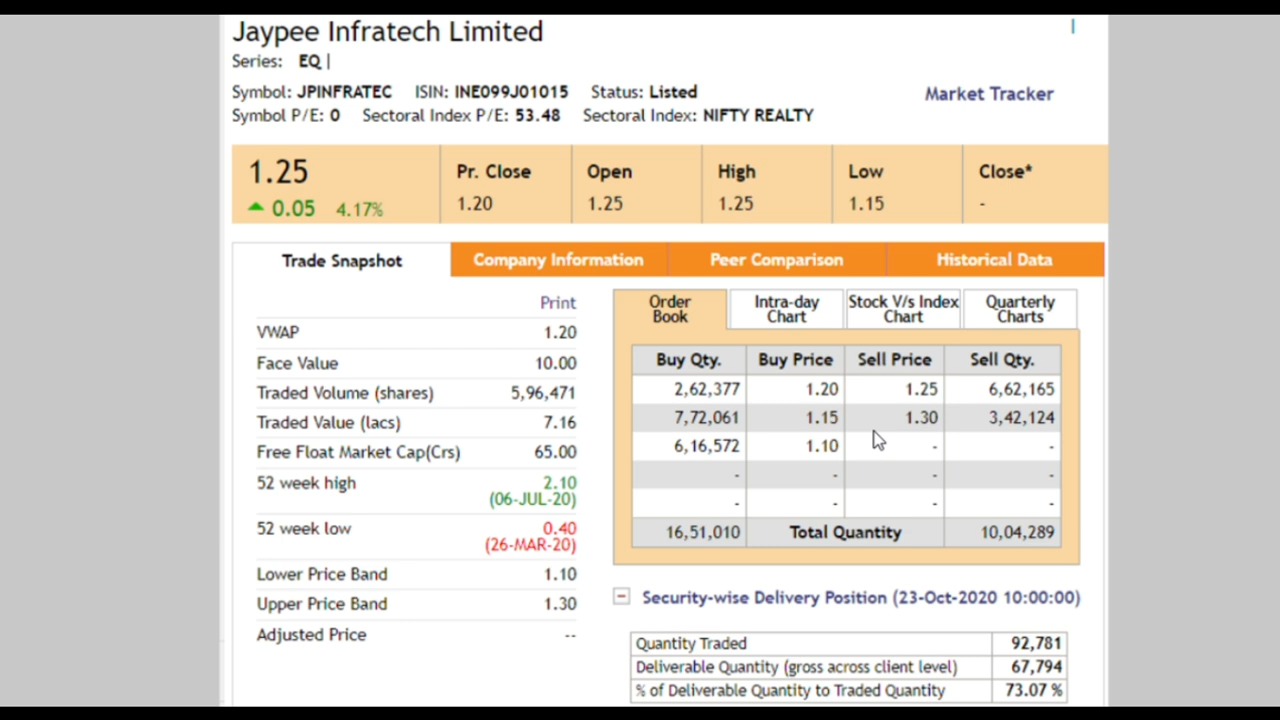 Jaypee Infratech Limited
Series: EQ |
Symbol: JPINFRATEC ISIN: INE099J01015 Status: Listed
Market Tracker
Symbol P/E: 0 Sectoral Index P/E: 53.48 Sectoral Index: NIFTY REALTY
1.25 Pr. Close Open High Low Close*
0.05 4.17% 1.20 1.25 1.25 1.15 -
Trade Snapshot Company Information Peer Comparison Historical Data
Print
VWAP 1.20
Face Value 10.00
Traded Volume (shares) 5,96,471
Traded Value (lacs) 7.16
Free Float Market Cap(Crs) 65.00
52 week high 2.10
(06-JUL-20)
52 week low 0.40
(26-MAR-20)
Lower Price Band 1.10
Upper Price Band 1.30
Adjusted Price --
Order Book Intra-day Chart Stock V/s Index Chart Quarterly Charts
Buy Qty. Buy Price Sell Price Sell Qty.
2,62,377 1.20 1.25 6,62,165
7,72,061 1.15 1.30 3,42,124
6,16,572 1.10 - -
- - - -
- - - -
16,51,010 Total Quantity 10,04,289
Security-wise Delivery Position (23-Oct-2020 10:00:00)
Quantity Traded 92,781
Deliverable Quantity (gross across client level) 67,794
% of Deliverable Quantity to Traded Quantity 73.07 %